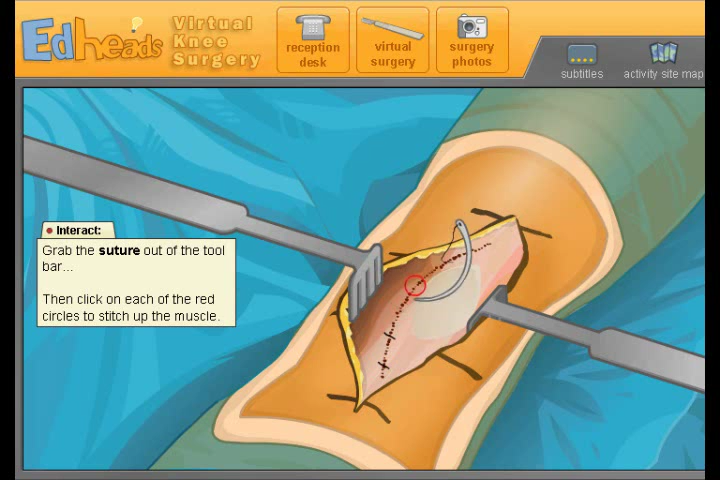 Edheads
Virtual
Knee
Surgery
reception
desk
virtual
surgery
surgery
photos
subtitles
activity site map
Interact:
Grab the suture out of the tool
bar...
Then click on each of the red
circles to stitch up the muscle.